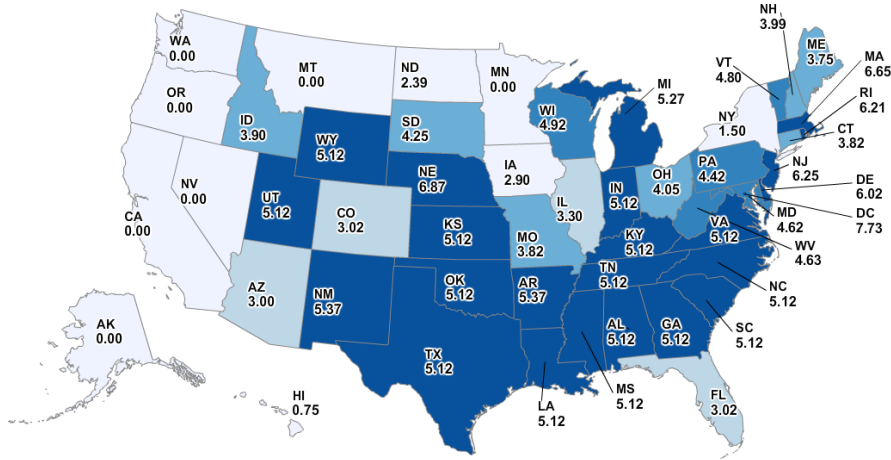 WA
0.00
OR
0.00
CA
0.00
NV
0.00
ID
3.90
MT
0.00
WY
5.12
UT
5.12
AZ
3.00
CO
3.02
NM
5.37
ND
2.39
SD
4.25
NE
6.87
KS
5.12
OK
5.12
TX
5.12
MN
0.00
IA
2.90
MO
3.82
AR
5.37
LA
5.12
WI
4.92
IL
3.30
MI
5.27
IN
5.12
OH
4.05
KY
5.12
TN
5.12
MS
5.12
AL
5.12
GA
5.12
FL
3.02
SC
5.12
NC
5.12
VA
5.12
WV
4.63
PA
4.42
NY
1.50
VT
4.80
NH
3.99
ME
3.75
MA
6.65
RI
6.21
CT
3.82
NJ
6.25
DE
6.02
MD
4.62
DC
7.73
AK
0.00
HI
0.75